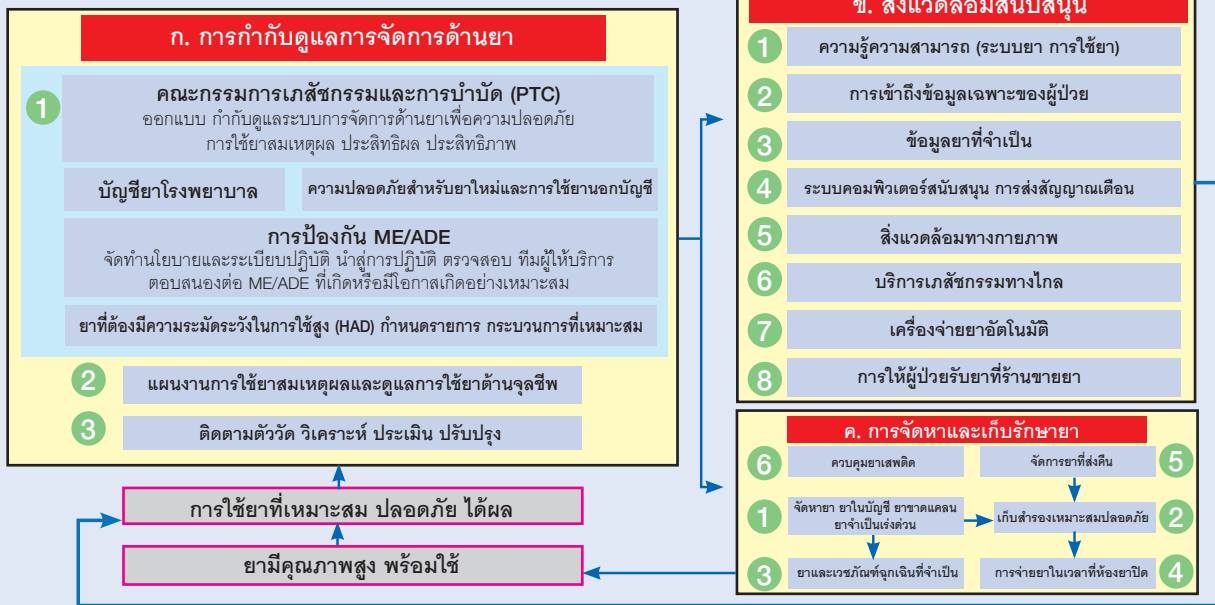 ก. การกำกับดูแลการจัดการด้านยา
1
คณะกรรมการเภสัชกรรมและการบำบัด (PTC)
ออกแบบ กำกับดูแลระบบการจัดการด้านยาเพื่อความปลอดภัย
การใช้ยาสมเหตุผล ประสิทธิผล ประสิทธิภาพ
บัญชียาโรงพยาบาล
ความปลอดภัยสำหรับยาใหม่และการใช้ยานอกบัญชี
การป้องกัน ME/ADE
จัดทำนโยบายและระเบียบปฏิบัติ นำสู่การปฏิบัติ ตรวจสอบ ทีมผู้ให้บริการ
ตอบสนองต่อ ME/ADE ที่เกิดหรือมีโอกาสเกิดอย่างเหมาะสม
ยาที่ต้องมีความระมัดระวังในการใช้สูง (HAD) กำหนดรายการ กระบวนการที่เหมาะสม
2
แผนงานการใช้ยาสมเหตุผลและดูแลการใช้ยาต้านจุลชีพ
3
ติดตามตัววัด วิเคราะห์ ประเมิน ปรับปรุง
การใช้ยาที่เหมาะสม ปลอดภัย ได้ผล
ยามีคุณภาพสูง พร้อมใช้
ข. สิ่งแวดล้อมสนับสนุน
1
ความรู้ความสามารถ (ระบบยา การใช้ยา)
2
การเข้าถึงข้อมูลเฉพาะของผู้ป่วย
3
ข้อมูลยาที่จำเป็น
4
ระบบคอมพิวเตอร์สนับสนุน การส่งสัญญาณเตือน
5
สิ่งแวดล้อมทางกายภาพ
6
บริการเภสัชกรรมทางไกล
7
เครื่องจ่ายยาอัตโนมัติ
8
การให้ผู้ป่วยรับยาที่ร้านขายยา
ค. การจัดหาและเก็บรักษายา
6
ควบคุมยาเสพติด
จัดการยาที่ส่งคืน
5
1
จัดหายา ยาในบัญชี ยาขาดแคลน
ยาจำเป็นเร่งด่วน
เก็บสำรองเหมาะสมปลอดภัย
2
3
ยาและเวชภัณฑ์ฉุกเฉินที่จำเป็น
การจ่ายยาในเวลาที่ห้องยาปิด
4